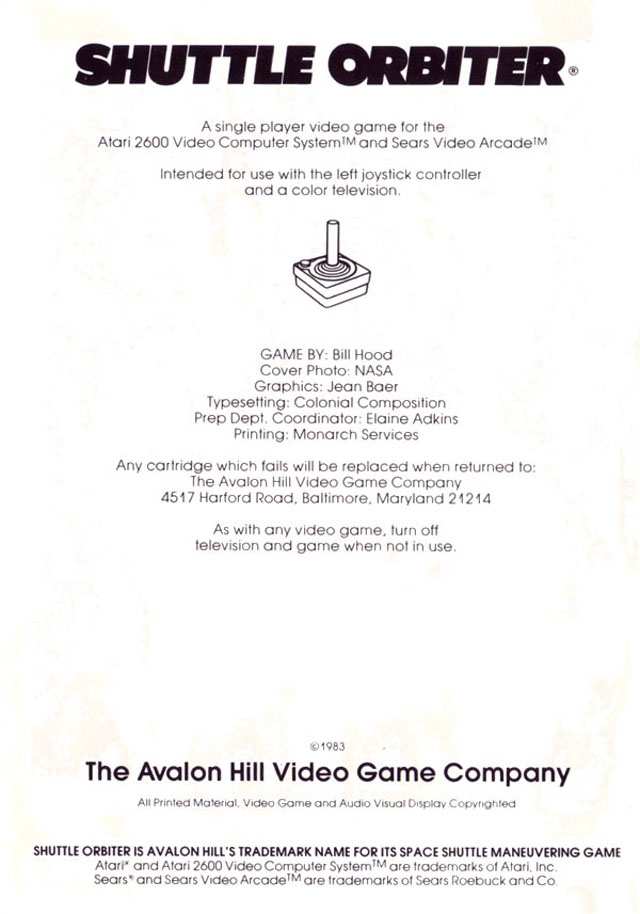 SHUTTLE ORBITER®
A single player video game for the
Atari 2600 Video Computer System™ and Sears Video Arcade™
Intended for use with the left joystick controller
and a color television.
GAME BY: Bill Hood
Cover Photo: NASA
Graphics: Jean Baer
Typesetting: Colonial Composition
Prep Dept. Coordinator: Elaine Adkins
Printing: Monarch Services
Any cartridge which fails will be replaced when returned to:
The Avalon Hill Video Game Company
4517 Harford Road, Baltimore, Maryland 21214
As with any video game, turn off
television and game when not in use.
©1983
The Avalon Hill Video Game Company
All Printed Material, Video Game and Audio Visual Display Copyrighted
SHUTTLE ORBITER IS AVALON HILL'S TRADEMARK NAME FOR ITS SPACE SHUTTLE MANEUVERING GAME
Atari® and Atari 2600 Video Computer System™ are trademarks of Atari, Inc.
Sears® and Sears Video Arcade™ are trademarks of Sears Roebuck and Co.